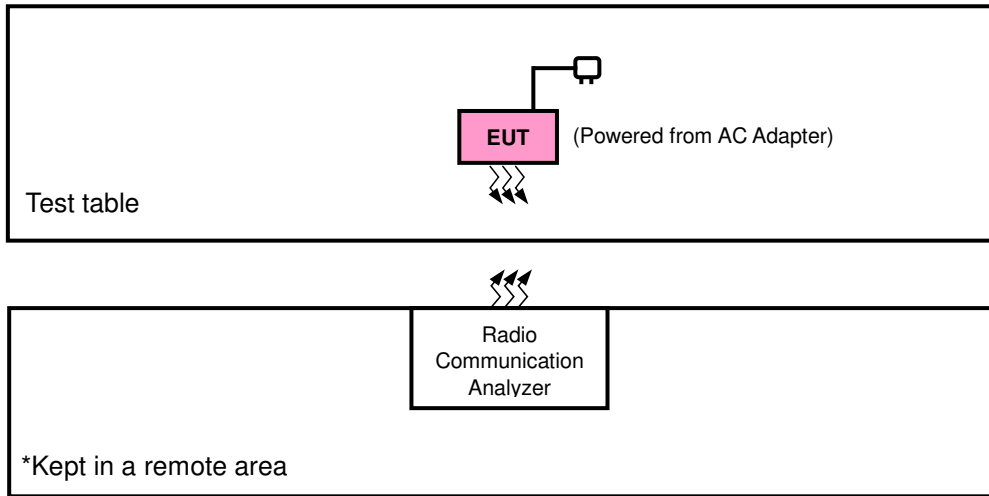 EUT
(Powered from AC Adapter)
Test table
Radio
Communication
Analyzer
*Kept in a remote area